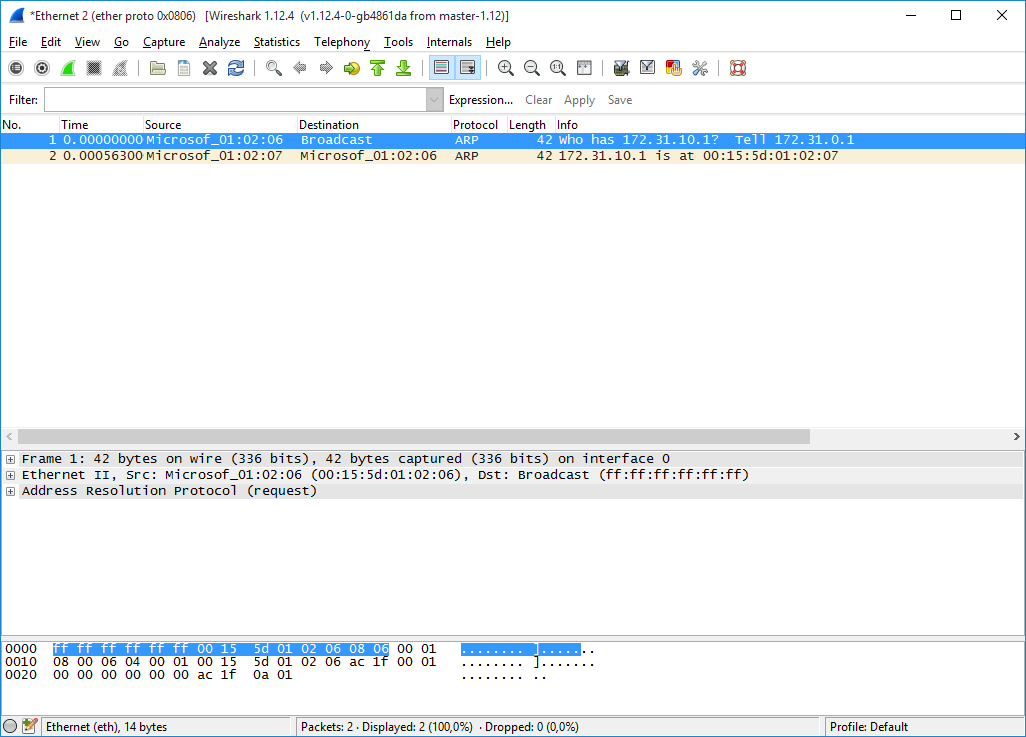 *Ethernet 2 (ether proto 0x0806) [Wireshark 1.12.4 (v1.12.4-0-gb4861da from master-1.12)]
File Edit View Go Capture Analyze Statistics Telephony Tools Internals Help
Filter: Expression... Clear Apply Save
No. Time Source Destination Protocol Length Info
1 0.00000000 Microsof_01:02:06 Broadcast ARP 42 Who has 172.31.10.1? Tell 172.31.0.1
2 0.00056300 Microsof_01:02:07 Microsof_01:02:06 ARP 42 172.31.10.1 is at 00:15:5d:01:02:07
Frame 1: 42 bytes on wire (336 bits), 42 bytes captured (336 bits) on interface 0
Ethernet II, Src: Microsof_01:02:06 (00:15:5d:01:02:06), Dst: Broadcast (ff:ff:ff:ff:ff:ff)
Address Resolution Protocol (request)
0000 ff ff ff ff ff ff 00 15 5d 01 02 06 08 06 00 01 ........ ].......
0010 08 00 06 04 00 01 00 15 5d 01 02 06 ac 1f 00 01 ........ ].......
0020 00 00 00 00 00 00 ac 1f 0a 01 ........ ..
Ethernet (eth), 14 bytes Packets: 2 · Displayed: 2 (100,0%) · Dropped: 0 (0,0%) Profile: Default